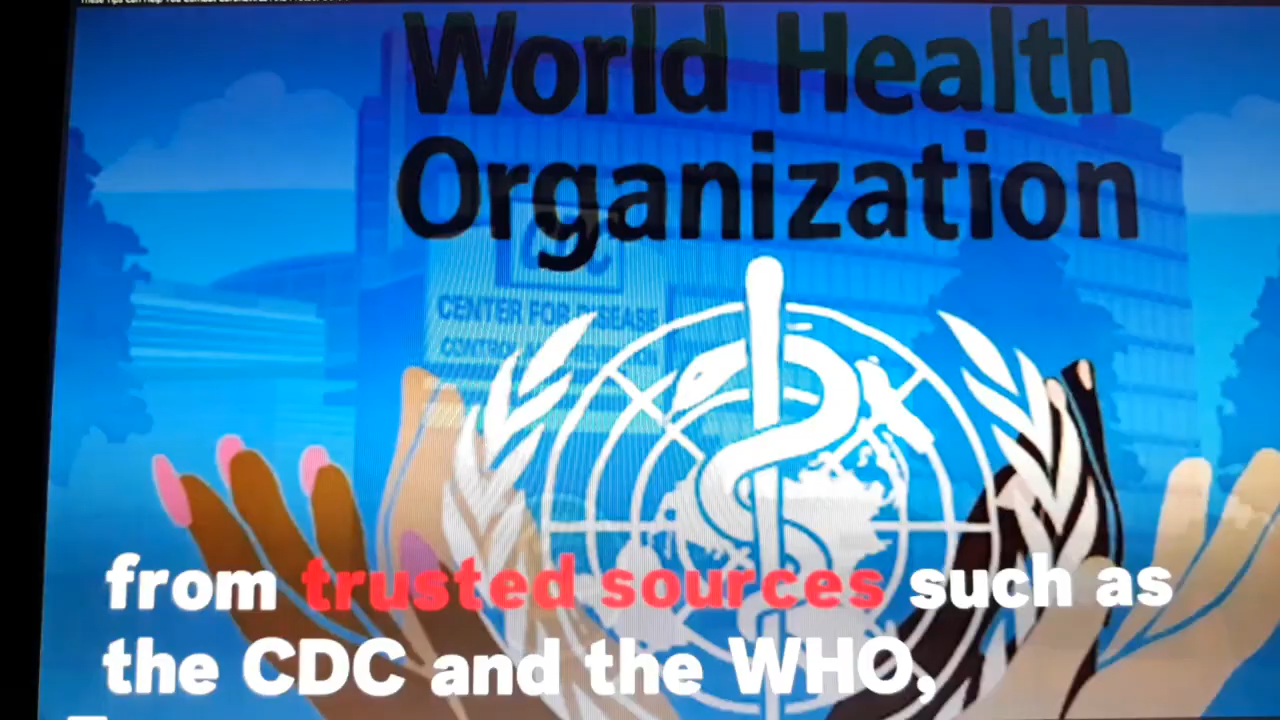 World Health
Organization
CENTER FOR DISEASE
from trusted sources such as
the CDC and the WHO,